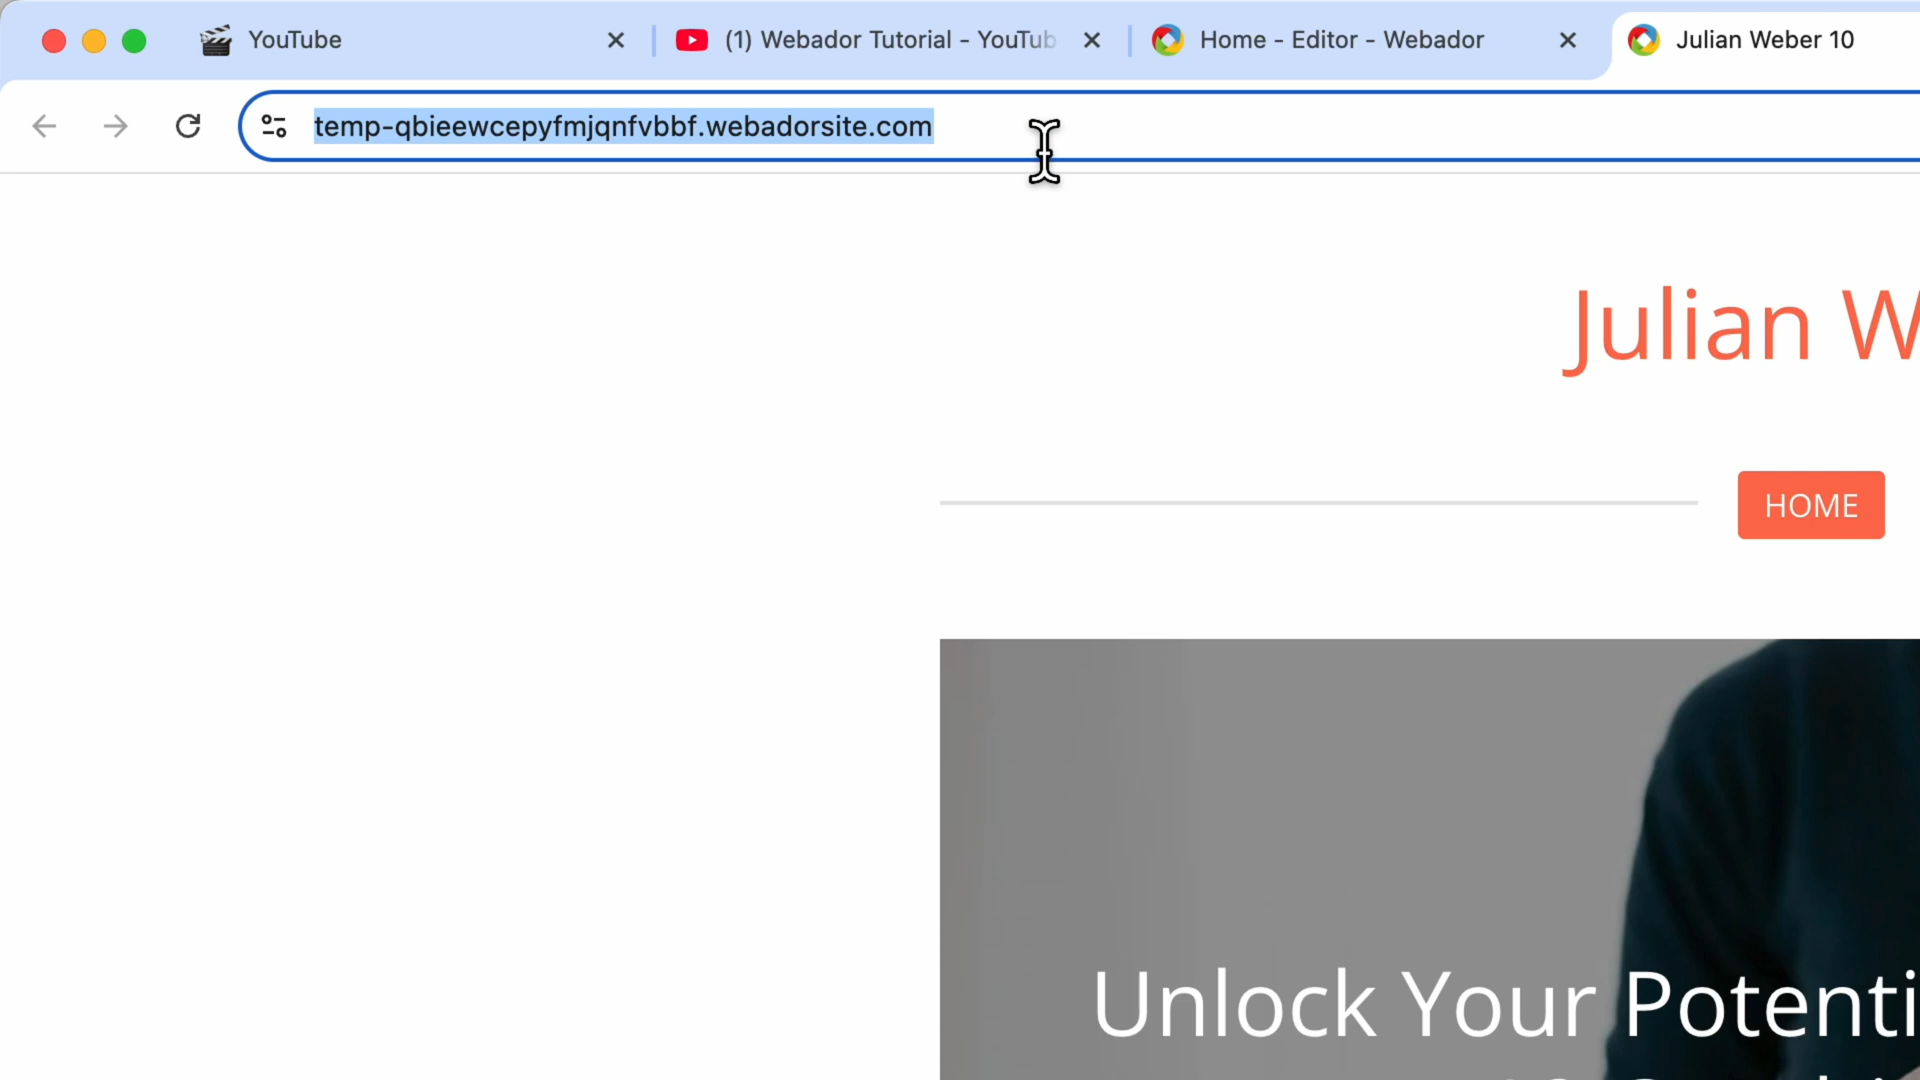 YouTube
(1) Webador Tutorial - YouTub
Home - Editor - Webador
Julian Weber 10
temp-qbieewcepyfmjqnfvbbf.webadorsite.com
Julian W
HOME
Unlock Your Potenti